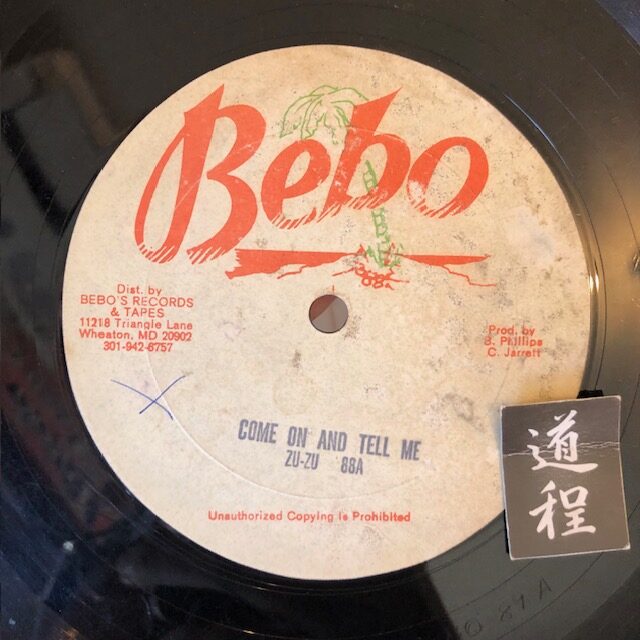 Bebo
Dist. by
BEBO'S RECORDS
& TAPES
11218 Triangle Lane
Wheaton, MD 20902
301-942-6757
Prod. by
B. Phillips
C. Jarrett
COME ON AND TELL ME
ZU-ZU '88A
Unauthorized Copying is Prohibited
道程